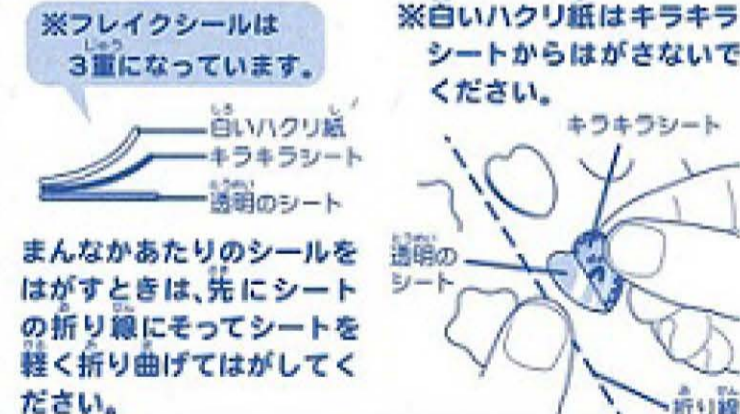 ※フレイクシールは
3重になっています。
白いハクリ紙
キラキラシート
透明のシート
まんなかあたりのシールを
はがすときは、先にシート
の折り線にそってシートを
軽く折り曲げてはがしてく
ださい。
※白いハクリ紙はキラキラ
シートからはがさないで
ください。
キラキラシート
透明の
シート
折り線